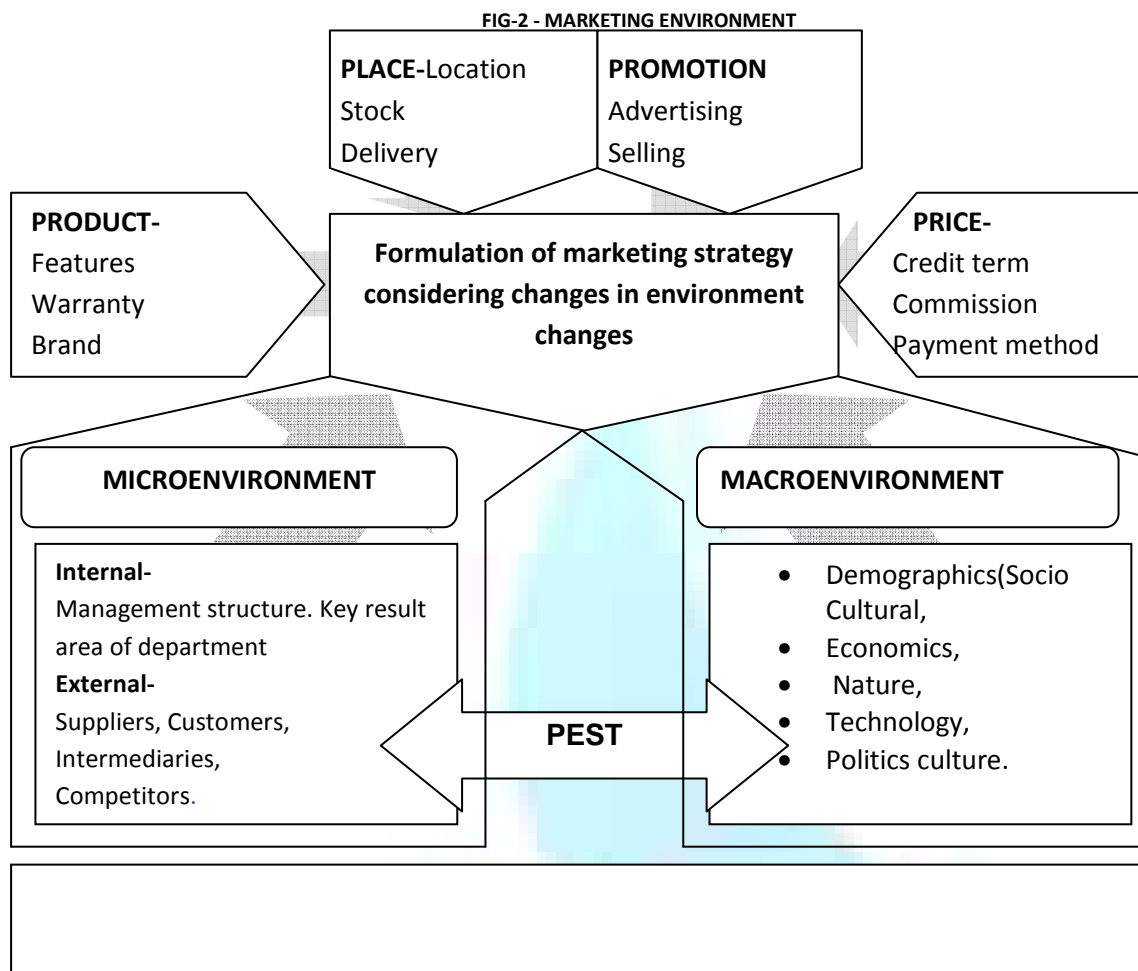 FIG-2 - MARKETING ENVIRONMENT
PLACE-Location
Stock
Delivery
PROMOTION
Advertising
Selling
PRODUCT-
Features
Warranty
Brand
Formulation of marketing strategy
considering changes in environment
changes
PRICE-
Credit term
Commission
Payment method
MICROENVIRONMENT
Internal-
Management structure. Key result
area of department
External-
Suppliers, Customers,
Intermediaries,
Competitors.
PEST
MACROENVIRONMENT
• Demographics(Socio
Cultural,
• Economics,
• Nature,
• Technology,
• Politics culture.